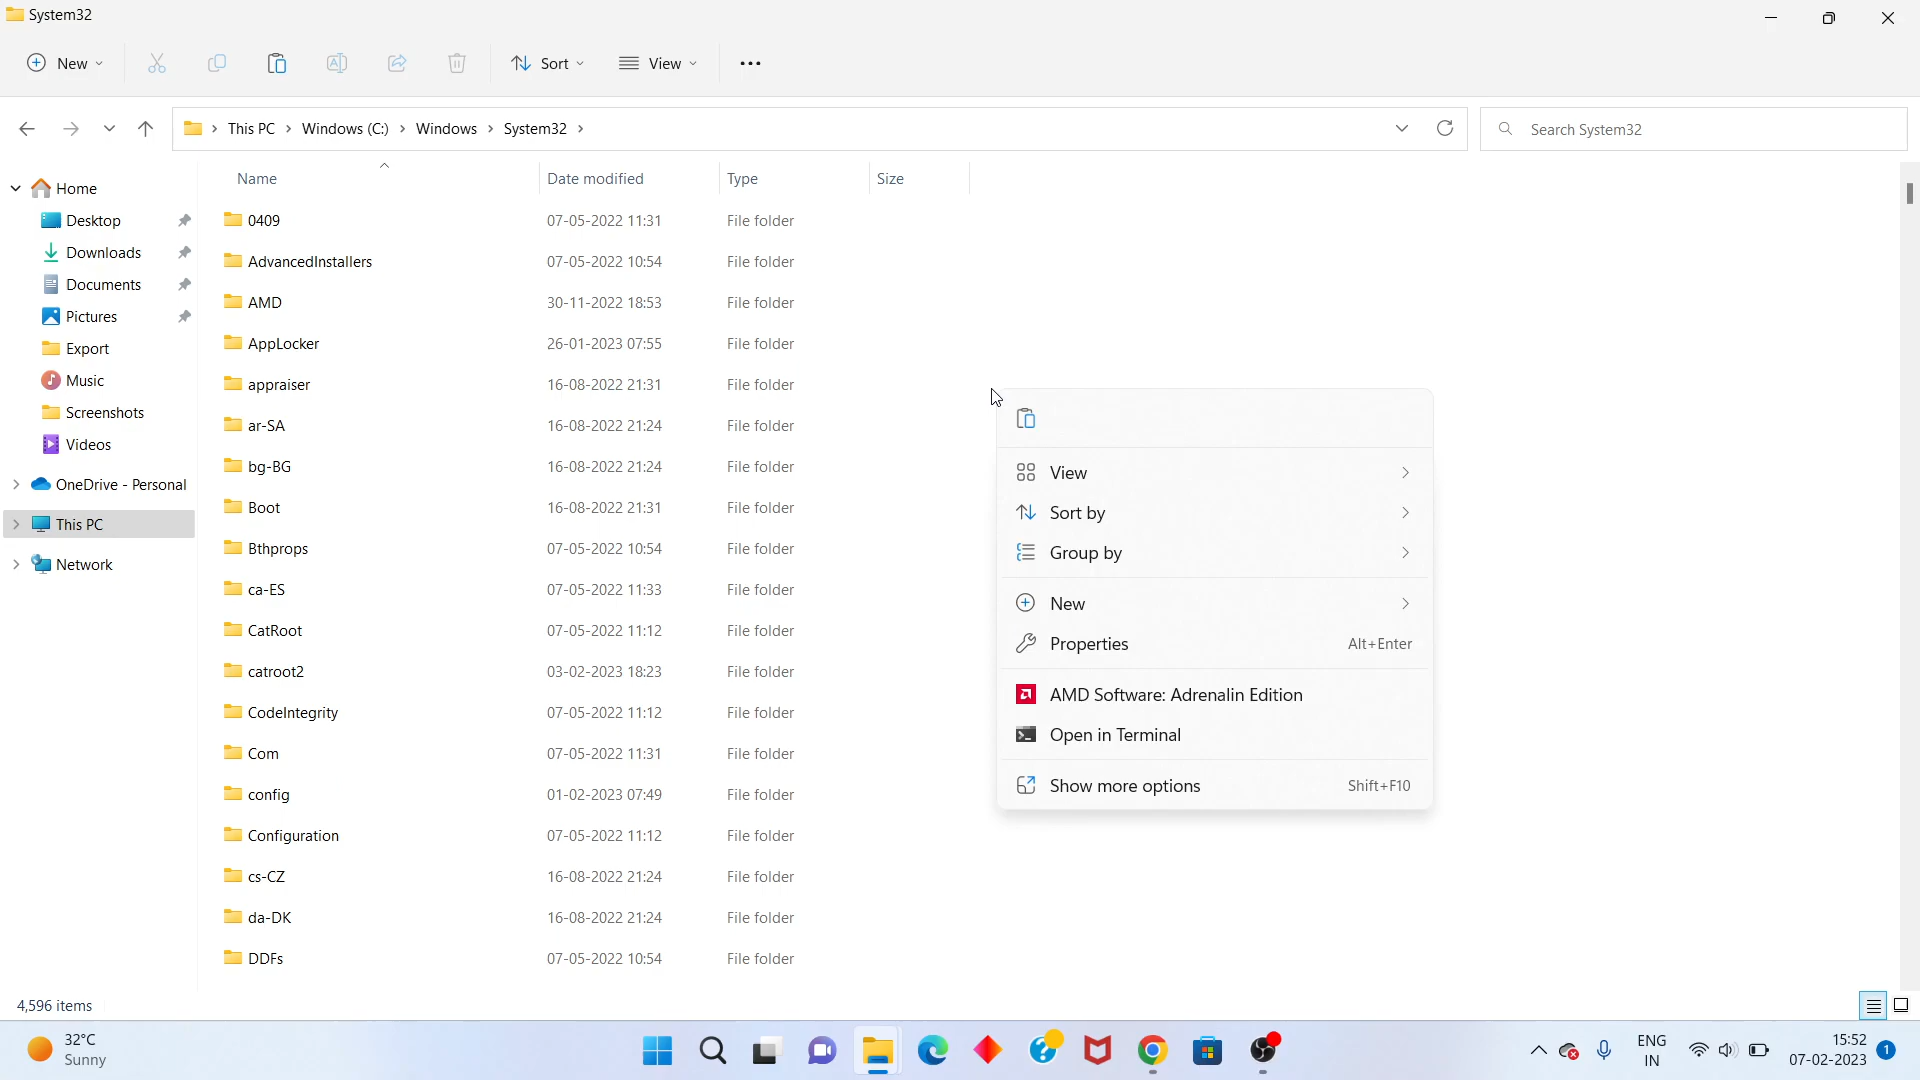 System32
New
Sort
View
This PC
Windows (C:)
Windows
System32
Search System32
Name
Date modified
Type
Size
Home
Desktop
Downloads
Documents
Pictures
Export
Music
Screenshots
Videos
OneDrive - Personal
This PC
Network
0409 07-05-2022 11:31 File folder
AdvancedInstallers 07-05-2022 10:54 File folder
AMD 30-11-2022 18:53 File folder
AppLocker 26-01-2023 07:55 File folder
appraiser 16-08-2022 21:31 File folder
ar-SA 16-08-2022 21:24 File folder
bg-BG 16-08-2022 21:24 File folder
Boot 16-08-2022 21:31 File folder
Bthprops 07-05-2022 10:54 File folder
ca-ES 07-05-2022 11:33 File folder
CatRoot 07-05-2022 11:12 File folder
catroot2 03-02-2023 18:23 File folder
CodeIntegrity 07-05-2022 11:12 File folder
Com 07-05-2022 11:31 File folder
config 01-02-2023 07:49 File folder
Configuration 07-05-2022 11:12 File folder
cs-CZ 16-08-2022 21:24 File folder
da-DK 16-08-2022 21:24 File folder
DDFs 07-05-2022 10:54 File folder
View
Sort by
Group by
New
Properties Alt+Enter
AMD Software: Adrenalin Edition
Open in Terminal
Show more options Shift+F10
4,596 items
32°C
Sunny
ENG
IN
15:52
07-02-2023
1